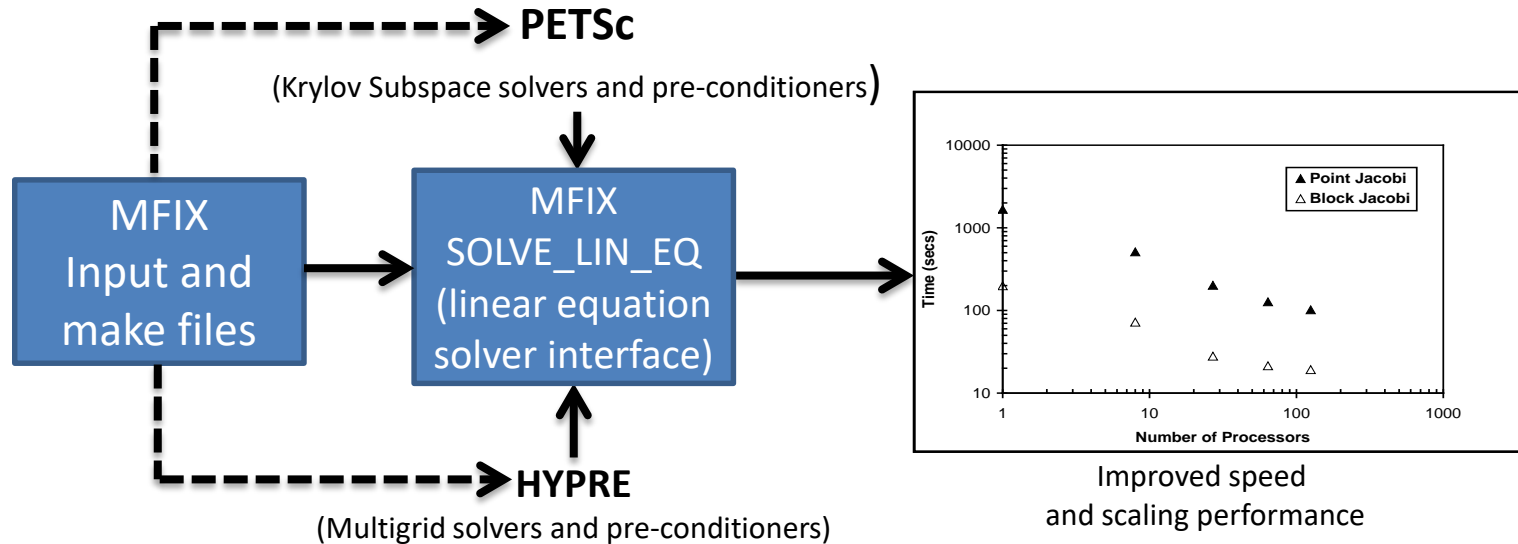 PETSc
(Krylov Subspace solvers and pre-conditioners)
MFIX
Input and
make files
MFIX
SOLVE_LIN_EQ
(linear equation
solver interface)
HYPRE
(Multigrid solvers and pre-conditioners)
10000
1000
100
10
Time (secs)
▲ Point Jacobi
△ Block Jacobi
1
10
100
1000
Number of Processors
Improved speed
and scaling performance